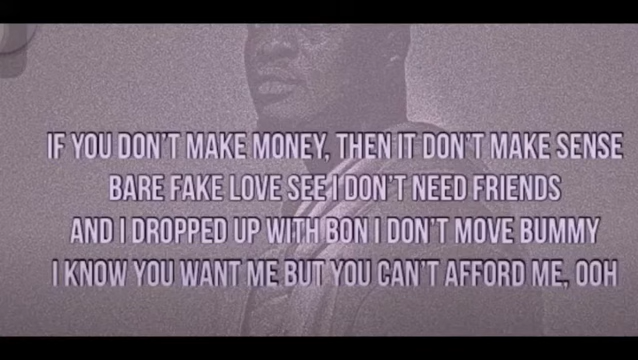 IF YOU DON'T MAKE MONEY, THEN IT DON'T MAKE SENSE
BARE FAKE LOVE SEE I DON'T NEED FRIENDS
AND I DROPPED UP WITH BON I DON'T MOVE BUMMY
I KNOW YOU WANT ME BUT YOU CAN'T AFFORD ME, OOH